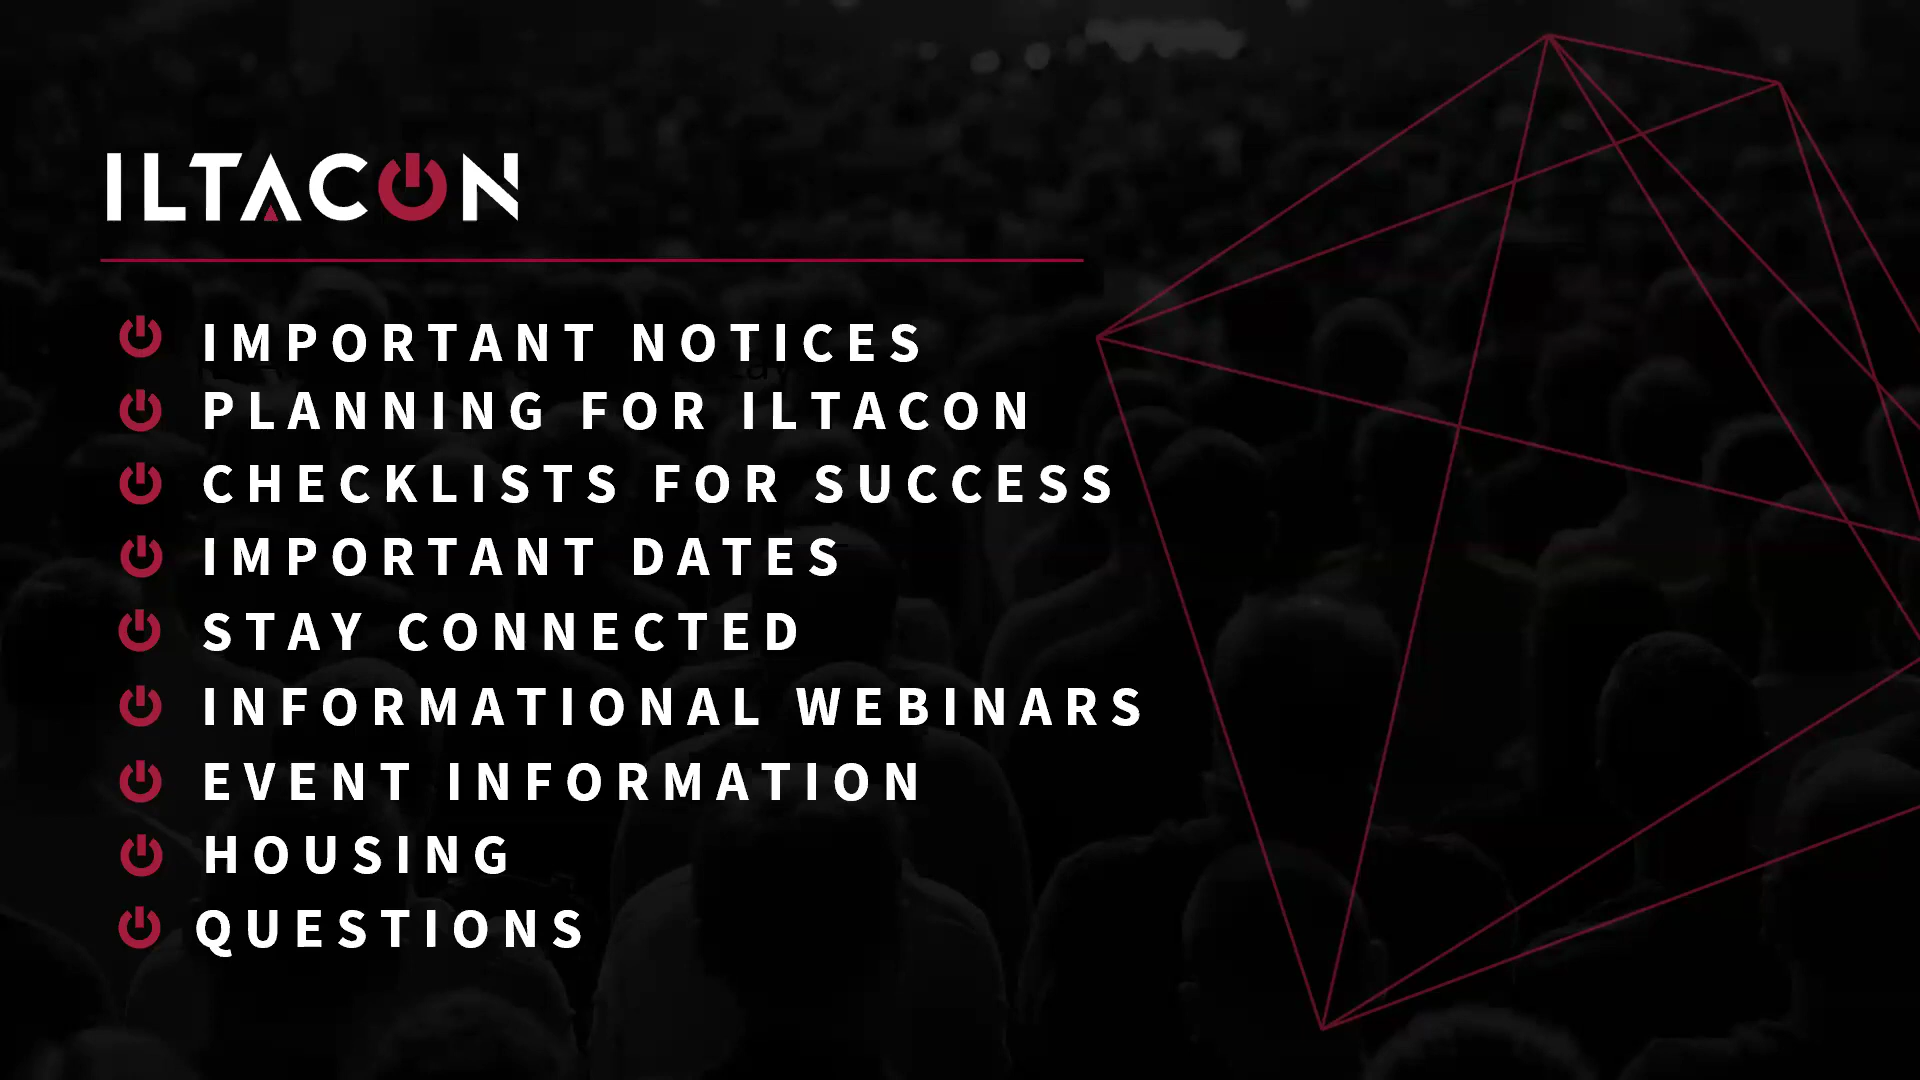 ILTACON
IMPORTANT NOTICES
PLANNING FOR ILTACON
CHECKLISTS FOR SUCCESS
IMPORTANT DATES
STAY CONNECTED
INFORMATIONAL WEBINARS
EVENT INFORMATION
HOUSING
QUESTIONS